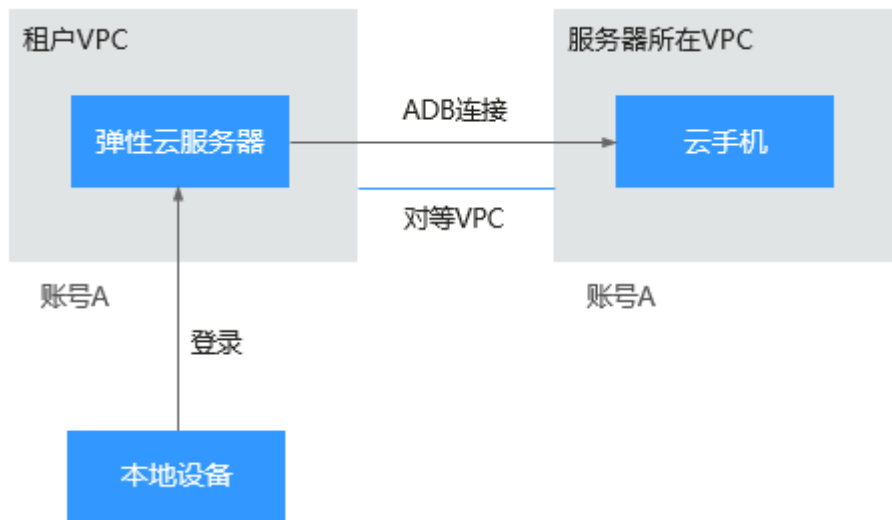 租户VPC
服务器所在VPC
弹性云服务器
ADB连接
云手机
对等VPC
账号A
账号A
登录
本地设备